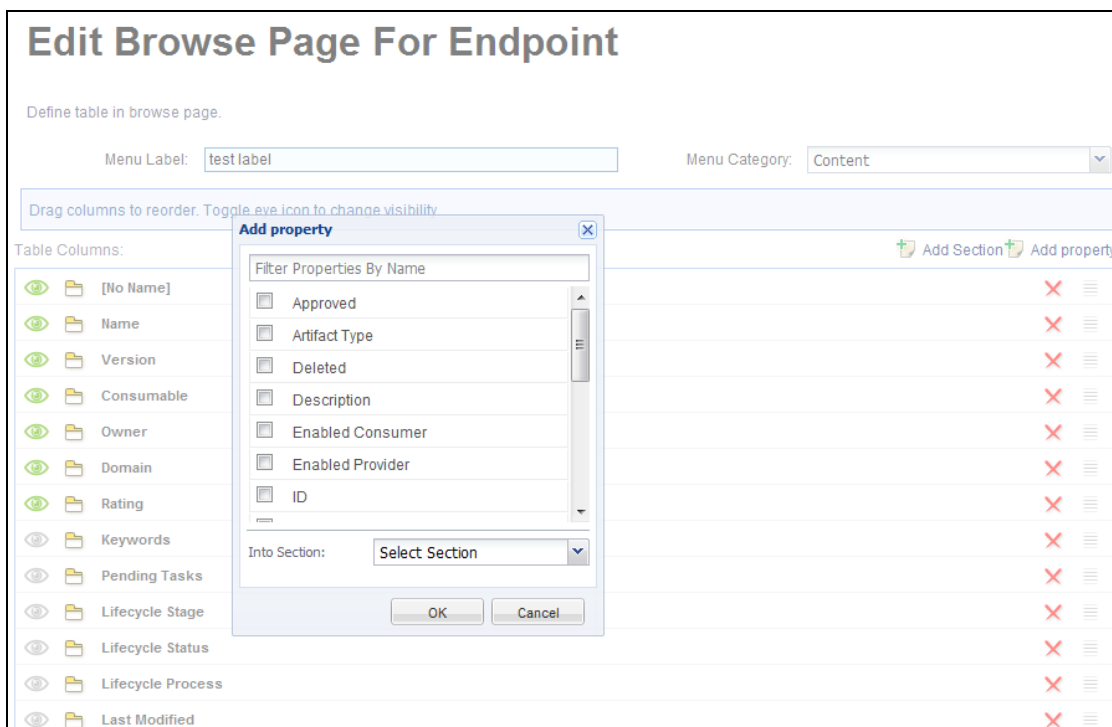 Edit Browse Page For Endpoint
Define table in browse page.
Menu Label: test label Menu Category: Content
Drag columns to reorder. Toggle eye icon to change visibility
Table Columns: Add Section Add property
[No Name]
Name
Version
Consumable
Owner
Domain
Rating
Keywords
Pending Tasks
Lifecycle Stage
Lifecycle Status
Lifecycle Process
Last Modified
Add property
Filter Properties By Name
Approved
Artifact Type
Deleted
Description
Enabled Consumer
Enabled Provider
ID
Into Section: Select Section
OK Cancel